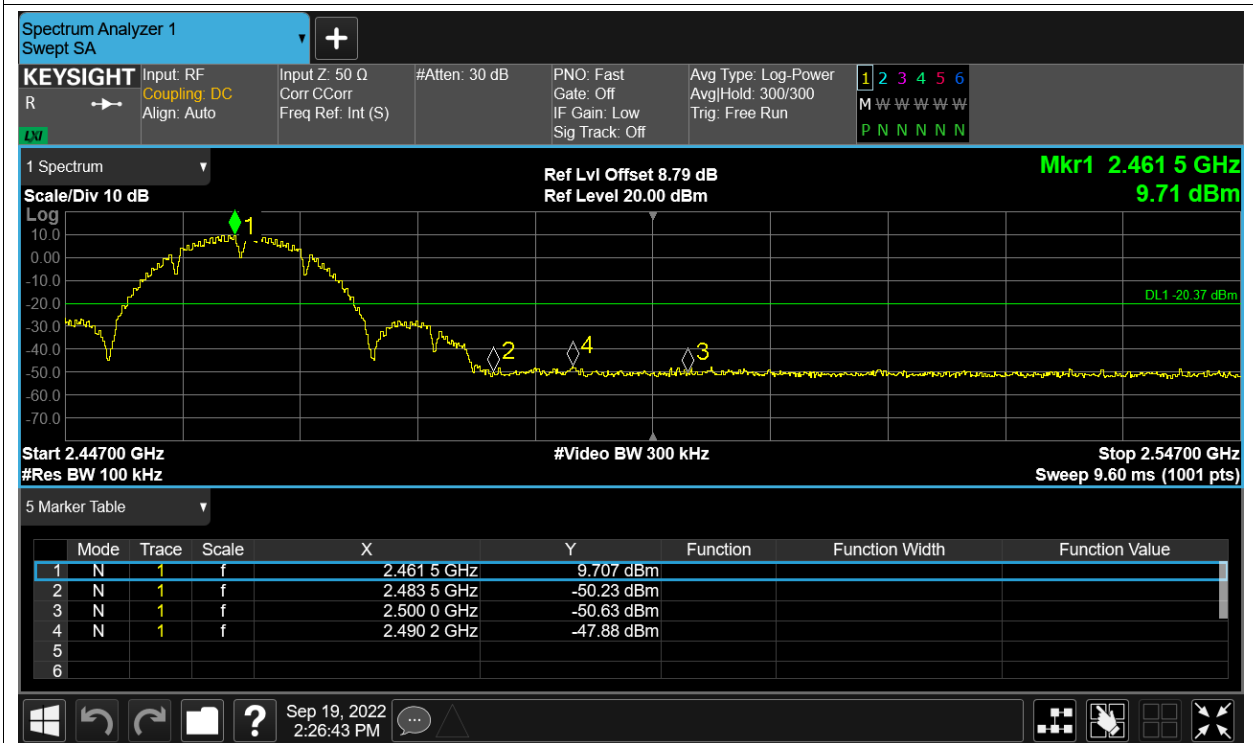 Spectrum Analyzer 1
Swept SA
+
KEYSIGHT
R
LXI
Input: RF
Coupling: DC
Align: Auto
Input Z: 50 Ω
Corr CCorr
Freq Ref: Int (S)
#Atten: 30 dB
PNO: Fast
Gate: Off
IF Gain: Low
Sig Track: Off
Avg Type: Log-Power
Avg|Hold: 300/300
Trig: Free Run
1 2 3 4 5 6
M W W W W W
P N N N N N
1 Spectrum
Scale/Div 10 dB
Ref Lvl Offset 8.79 dB
Ref Level 20.00 dBm
Mkr1 2.461 5 GHz
9.71 dBm
Log
10.0
0.00
-10.0
-20.0
-30.0
-40.0
-50.0
-60.0
-70.0
1
2
4
3
DL1 -20.37 dBm
Start 2.44700 GHz
#Video BW 300 kHz
Stop 2.54700 GHz
#Res BW 100 kHz
Sweep 9.60 ms (1001 pts)
5 Marker Table
Mode Trace Scale X Y Function Function Width Function Value
1 N 1 f 2.461 5 GHz 9.707 dBm
2 N 1 f 2.483 5 GHz -50.23 dBm
3 N 1 f 2.500 0 GHz -50.63 dBm
4 N 1 f 2.490 2 GHz -47.88 dBm
5
6
?
Sep 19, 2022
2:26:43 PM